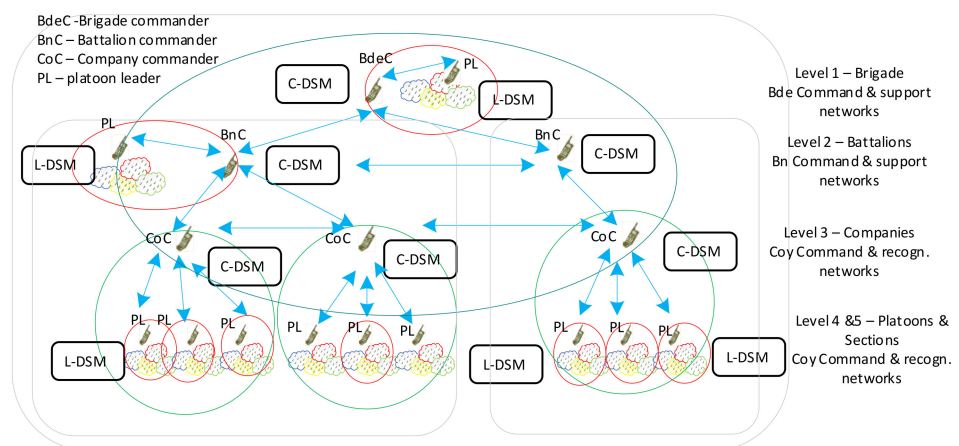 BdeC -Brigade commander
BnC – Battalion commander
CoC – Company commander
PL – platoon leader
BdeC
PL
C-DSM
L-DSM
Level 1 – Brigade
Bde Command & support
networks
PL
BnC
BnC
L-DSM
C-DSM
C-DSM
Level 2 – Battalions
Bn Command & support
networks
CoC
CoC
CoC
C-DSM
C-DSM
C-DSM
Level 3 – Companies
Coy Command & recogn.
networks
PL
PL
PL
PL
PL
PL
PL
PL
PL
L-DSM
L-DSM
L-DSM
Level 4 &5 – Platoons &
Sections
Coy Command & recogn.
networks